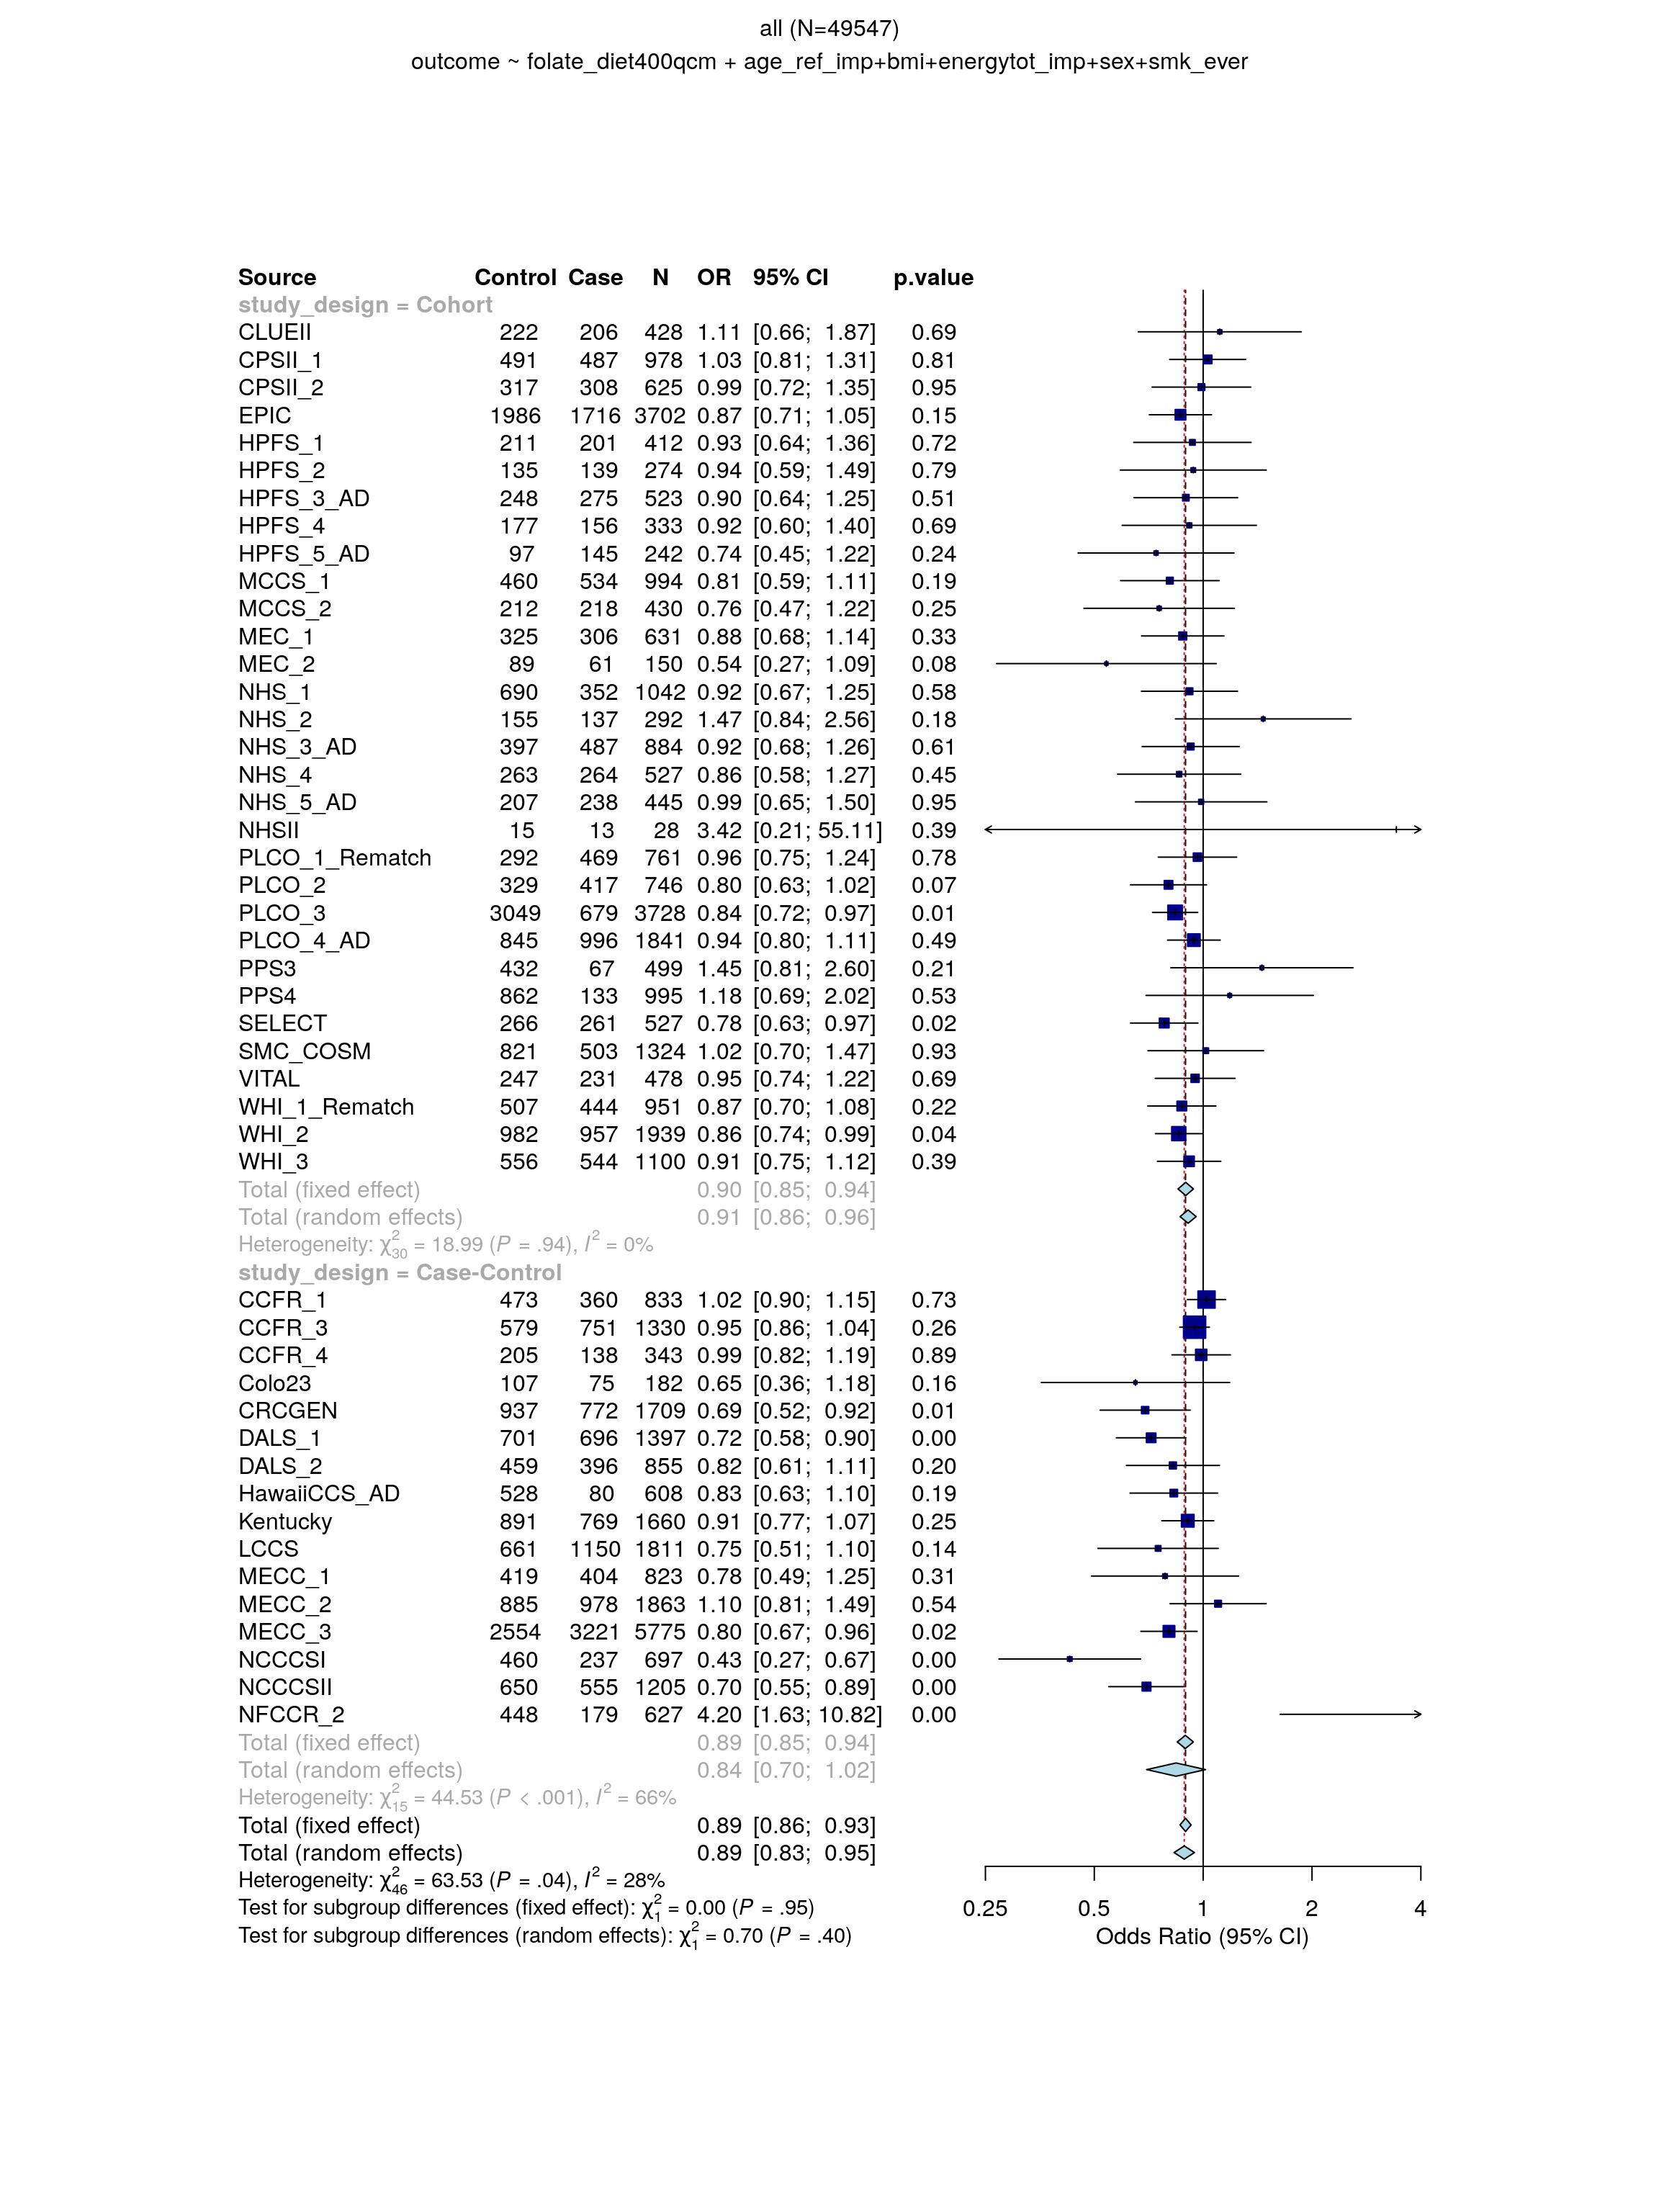 all (N=49547)
outcome ~ folate_diet400qcm + age_ref_imp+bmi+energytot_imp+sex+smk_ever
Source Control Case N OR 95% CI p.value
study_design = Cohort
CLUEII 222 206 428 1.11 [0.66; 1.87] 0.69
CPSII_1 491 487 978 1.03 [0.81; 1.31] 0.81
CPSII_2 317 308 625 0.99 [0.72; 1.35] 0.95
EPIC 1986 1716 3702 0.87 [0.71; 1.05] 0.15
HPFS_1 211 201 412 0.93 [0.64; 1.36] 0.72
HPFS_2 135 139 274 0.94 [0.59; 1.49] 0.79
HPFS_3_AD 248 275 523 0.90 [0.64; 1.25] 0.51
HPFS_4 177 156 333 0.92 [0.60; 1.40] 0.69
HPFS_5_AD 97 145 242 0.74 [0.45; 1.22] 0.24
MCCS_1 460 534 994 0.81 [0.59; 1.11] 0.19
MCCS_2 212 218 430 0.76 [0.47; 1.22] 0.25
MEC_1 325 306 631 0.88 [0.68; 1.14] 0.33
MEC_2 89 61 150 0.54 [0.27; 1.09] 0.08
NHS_1 690 352 1042 0.92 [0.67; 1.25] 0.58
NHS_2 155 137 292 1.47 [0.84; 2.56] 0.18
NHS_3_AD 397 487 884 0.92 [0.68; 1.26] 0.61
NHS_4 263 264 527 0.86 [0.58; 1.27] 0.45
NHS_5_AD 207 238 445 0.99 [0.65; 1.50] 0.95
NHSII 15 13 28 3.42 [0.21; 55.11] 0.39
PLCO_1_Rematch 292 469 761 0.96 [0.75; 1.24] 0.78
PLCO_2 329 417 746 0.80 [0.63; 1.02] 0.07
PLCO_3 3049 679 3728 0.84 [0.72; 0.97] 0.01
PLCO_4_AD 845 996 1841 0.94 [0.80; 1.11] 0.49
PPS3 432 67 499 1.45 [0.81; 2.60] 0.21
PPS4 862 133 995 1.18 [0.69; 2.02] 0.53
SELECT 266 261 527 0.78 [0.63; 0.97] 0.02
SMC_COSM 821 503 1324 1.02 [0.70; 1.47] 0.93
VITAL 247 231 478 0.95 [0.74; 1.22] 0.69
WHI_1_Rematch 507 444 951 0.87 [0.70; 1.08] 0.22
WHI_2 982 957 1939 0.86 [0.74; 0.99] 0.04
WHI_3 556 544 1100 0.91 [0.75; 1.12] 0.39
Total (fixed effect) 0.90 [0.85; 0.94]
Total (random effects) 0.91 [0.86; 0.96]
Heterogeneity: χ²₃₀ = 18.99 (P = .94), I² = 0%
study_design = Case-Control
CCFR_1 473 360 833 1.02 [0.90; 1.15] 0.73
CCFR_3 579 751 1330 0.95 [0.86; 1.04] 0.26
CCFR_4 205 138 343 0.99 [0.82; 1.19] 0.89
Colo23 107 75 182 0.65 [0.36; 1.18] 0.16
CRCGEN 937 772 1709 0.69 [0.52; 0.92] 0.01
DALS_1 701 696 1397 0.72 [0.58; 0.90] 0.00
DALS_2 459 396 855 0.82 [0.61; 1.11] 0.20
HawaiiCCS_AD 528 80 608 0.83 [0.63; 1.10] 0.19
Kentucky 891 769 1660 0.91 [0.77; 1.07] 0.25
LCCS 661 1150 1811 0.75 [0.51; 1.10] 0.14
MECC_1 419 404 823 0.78 [0.49; 1.25] 0.31
MECC_2 885 978 1863 1.10 [0.81; 1.49] 0.54
MECC_3 2554 3221 5775 0.80 [0.67; 0.96] 0.02
NCCCSI 460 237 697 0.43 [0.27; 0.67] 0.00
NCCCSII 650 555 1205 0.70 [0.55; 0.89] 0.00
NFCCR_2 448 179 627 4.20 [1.63; 10.82] 0.00
Total (fixed effect) 0.89 [0.85; 0.94]
Total (random effects) 0.84 [0.70; 1.02]
Heterogeneity: χ²₁₅ = 44.53 (P < .001), I² = 66%
Total (fixed effect) 0.89 [0.86; 0.93]
Total (random effects) 0.89 [0.83; 0.95]
Heterogeneity: χ²₄₆ = 63.53 (P = .04), I² = 28%
Test for subgroup differences (fixed effect): χ²₁ = 0.00 (P = .95)
Test for subgroup differences (random effects): χ²₁ = 0.70 (P = .40)
0.25 0.5 1 2 4
Odds Ratio (95% CI)